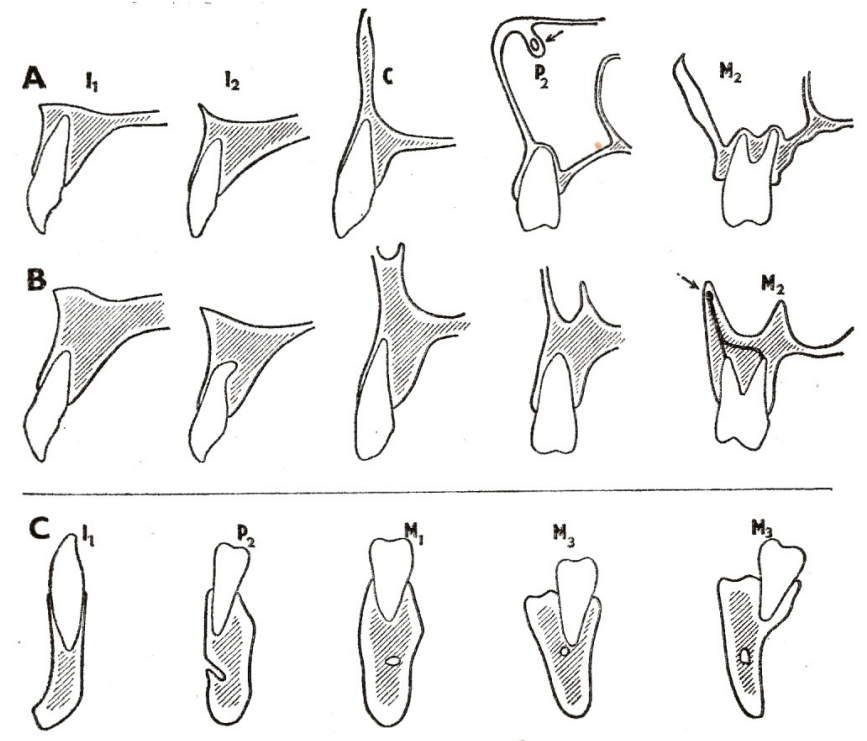 A I₁ I₂ C P₂ M₂
B M₂
C I₁ P₂ M₁ M₃ M₃